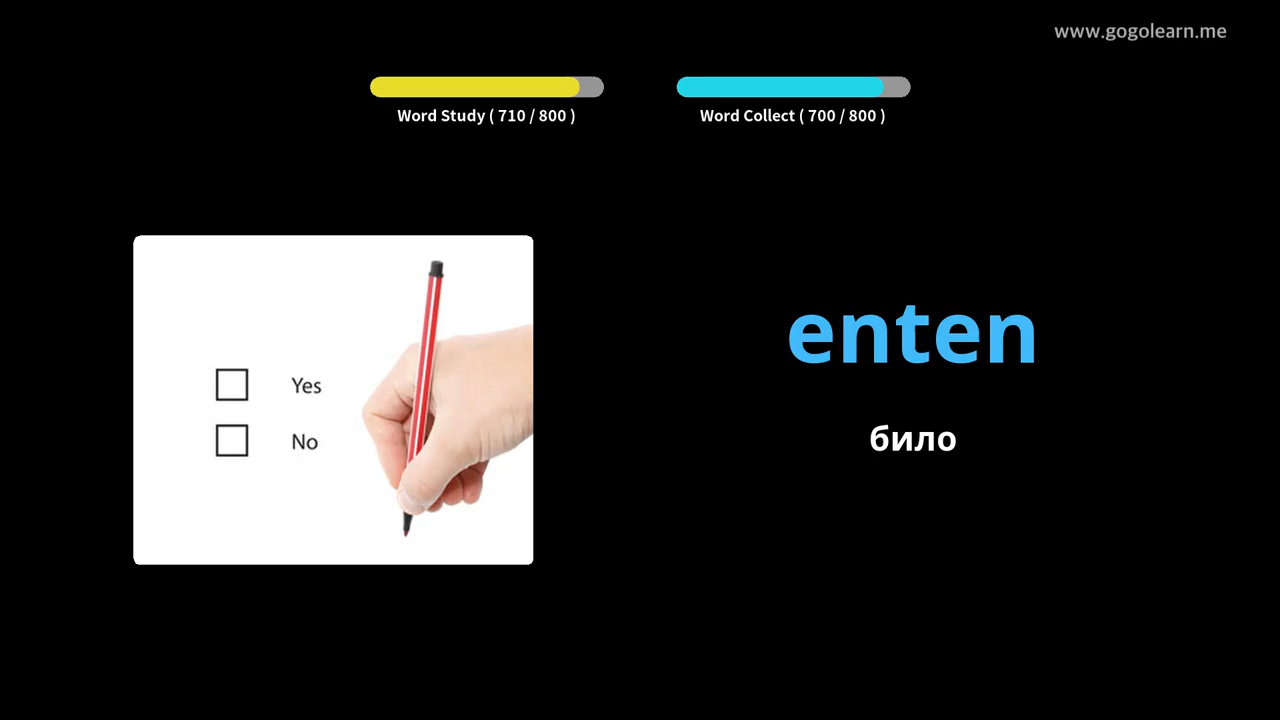 www.gogolearn.me
Word Study ( 710 / 800 )
Word Collect ( 700 / 800 )
Yes
No
enten
било